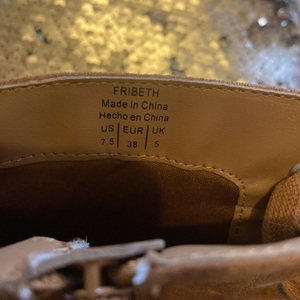 FRIBETH
Made in China
Hecho en China
US EUR UK
7.5 38 5